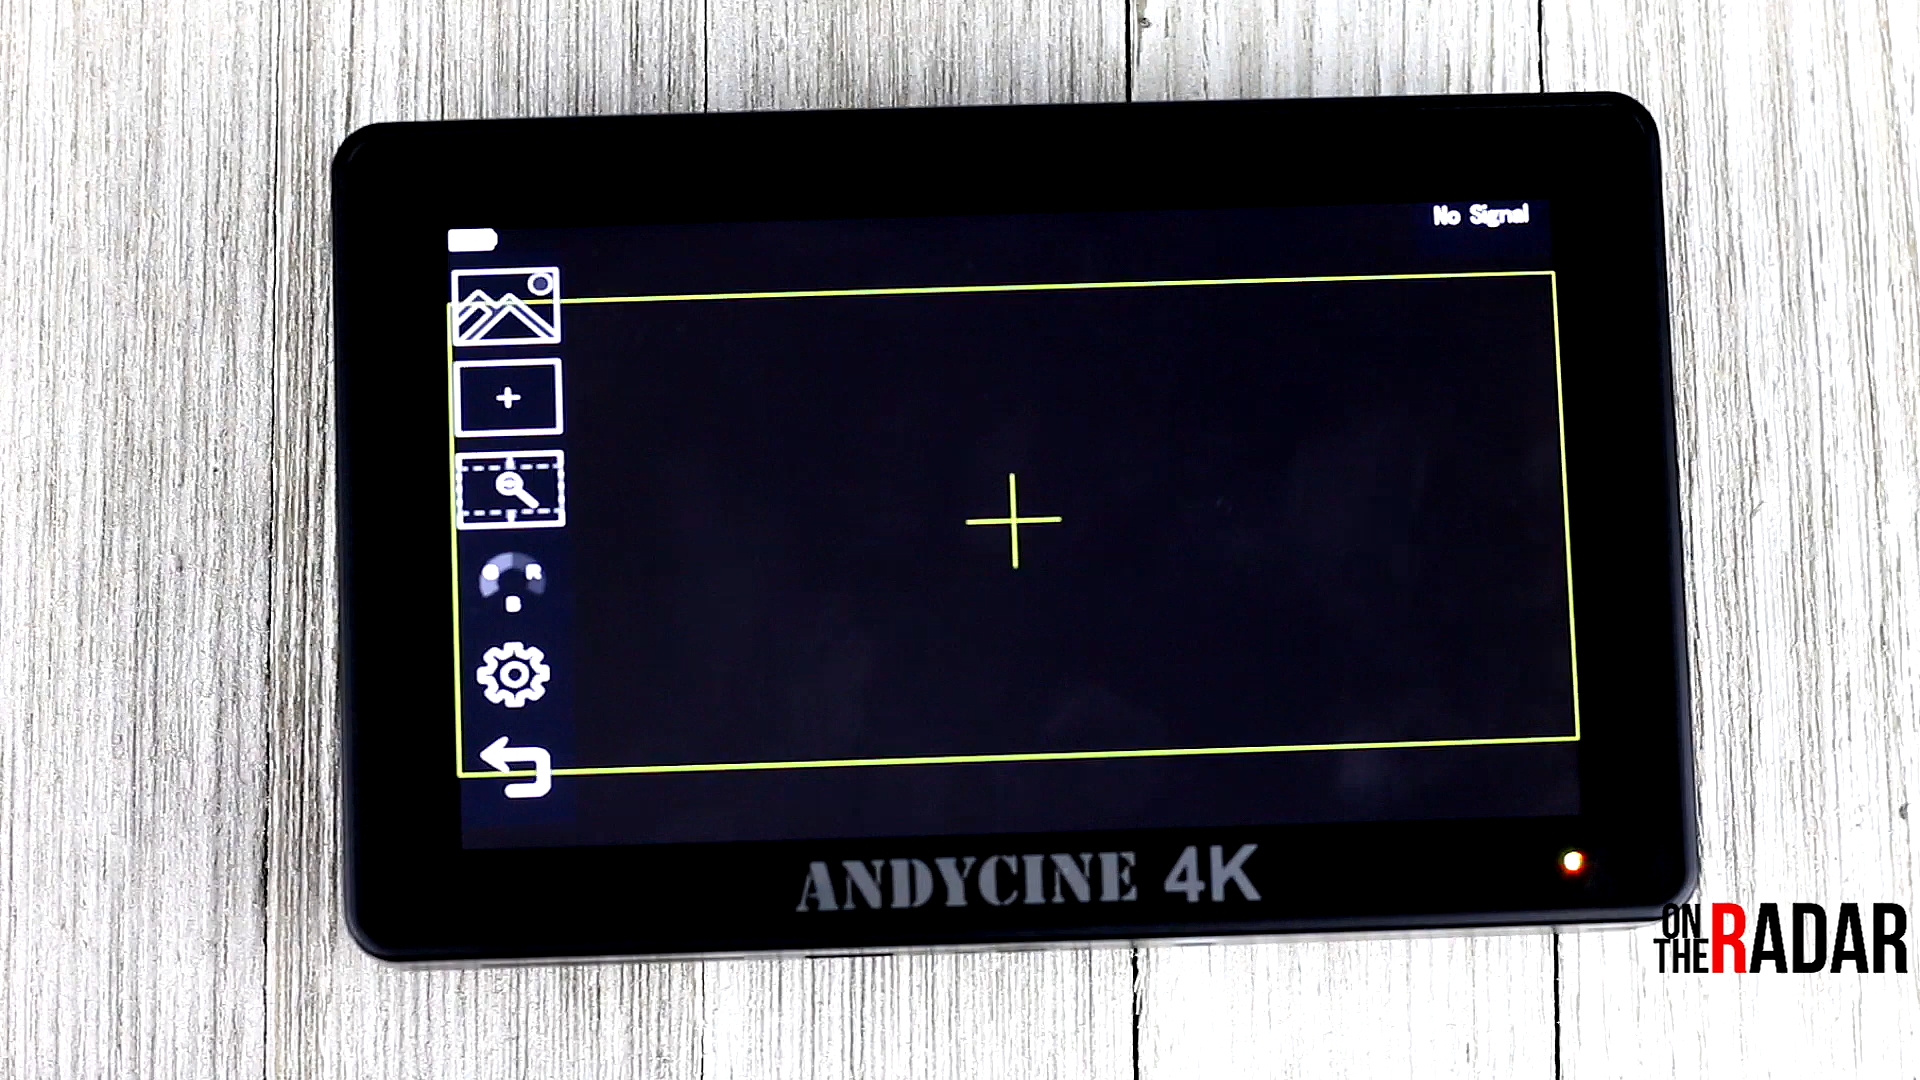 No Signal
R
B
ANDYCINE 4K
ON
THE RADAR